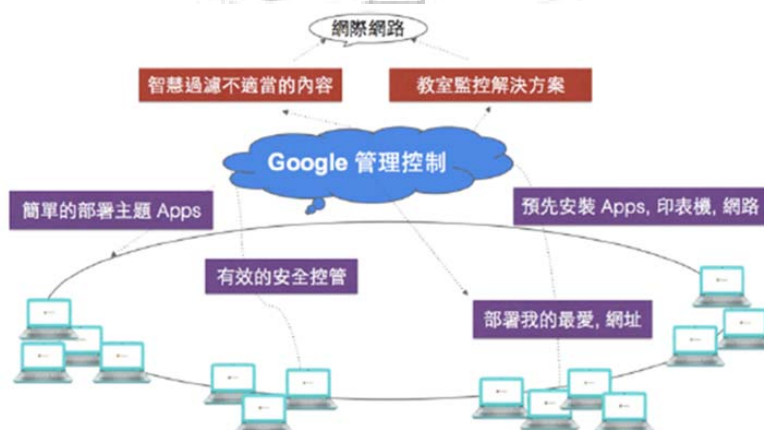 網際網路
智慧過濾不適當的內容
教室監控解決方案
Google 管理控制
簡單的部署主題 Apps
預先安裝 Apps, 印表機, 網路
有效的安全控管
部署我的最愛, 網址